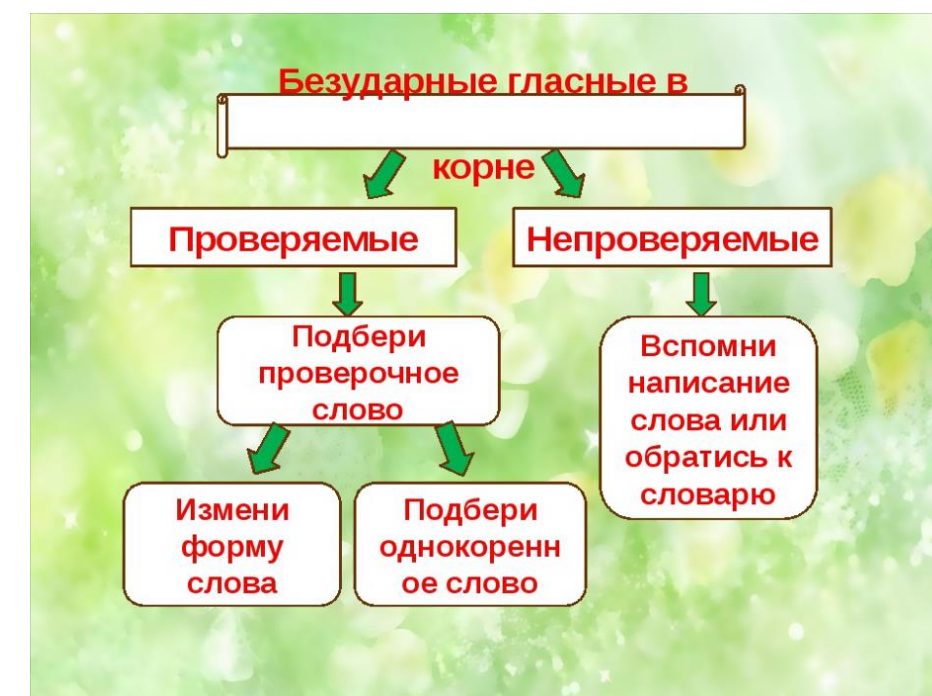 Безударные гласные в
корне
Проверяемые
Непроверяемые
Подбери
проверочное
слово
Вспомни
написание
слова или
обратись к
словарю
Измени
форму
слова
Подбери
однокоренн
ое слово